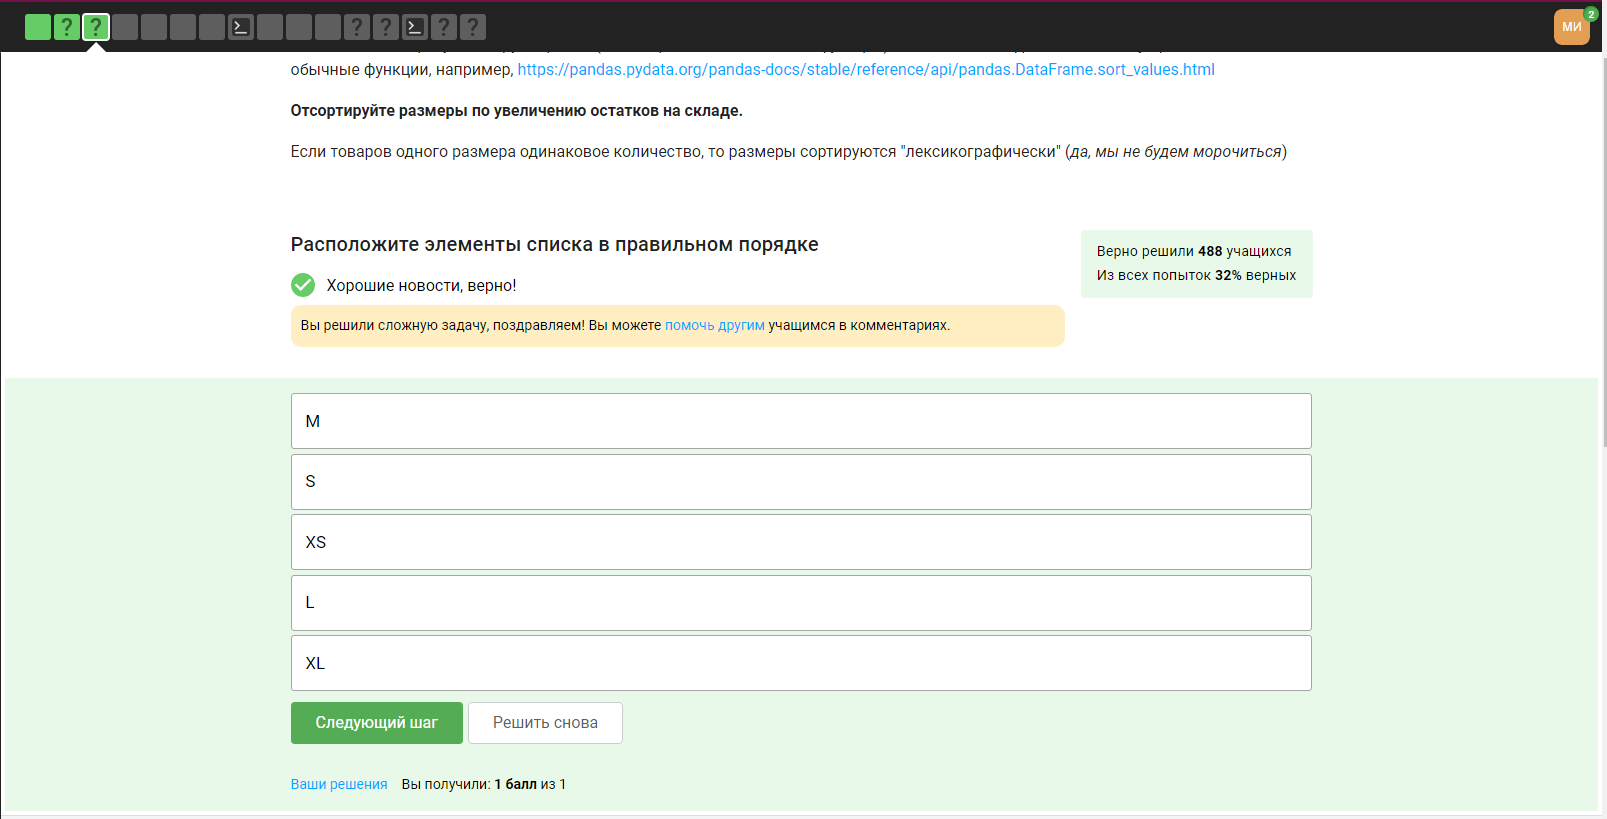 МИ
2
обычные функции, например, https://pandas.pydata.org/pandas-docs/stable/reference/api/pandas.DataFrame.sort_values.html
Отсортируйте размеры по увеличению остатков на складе.
Если товаров одного размера одинаковое количество, то размеры сортируются "лексикографически" (да, мы не будем морочиться)
Расположите элементы списка в правильном порядке
Верно решили 488 учащихся
Из всех попыток 32% верных
Хорошие новости, верно!
Вы решили сложную задачу, поздравляем! Вы можете помочь другим учащимся в комментариях.
M
S
XS
L
XL
Следующий шаг
Решить снова
Ваши решения Вы получили: 1 балл из 1